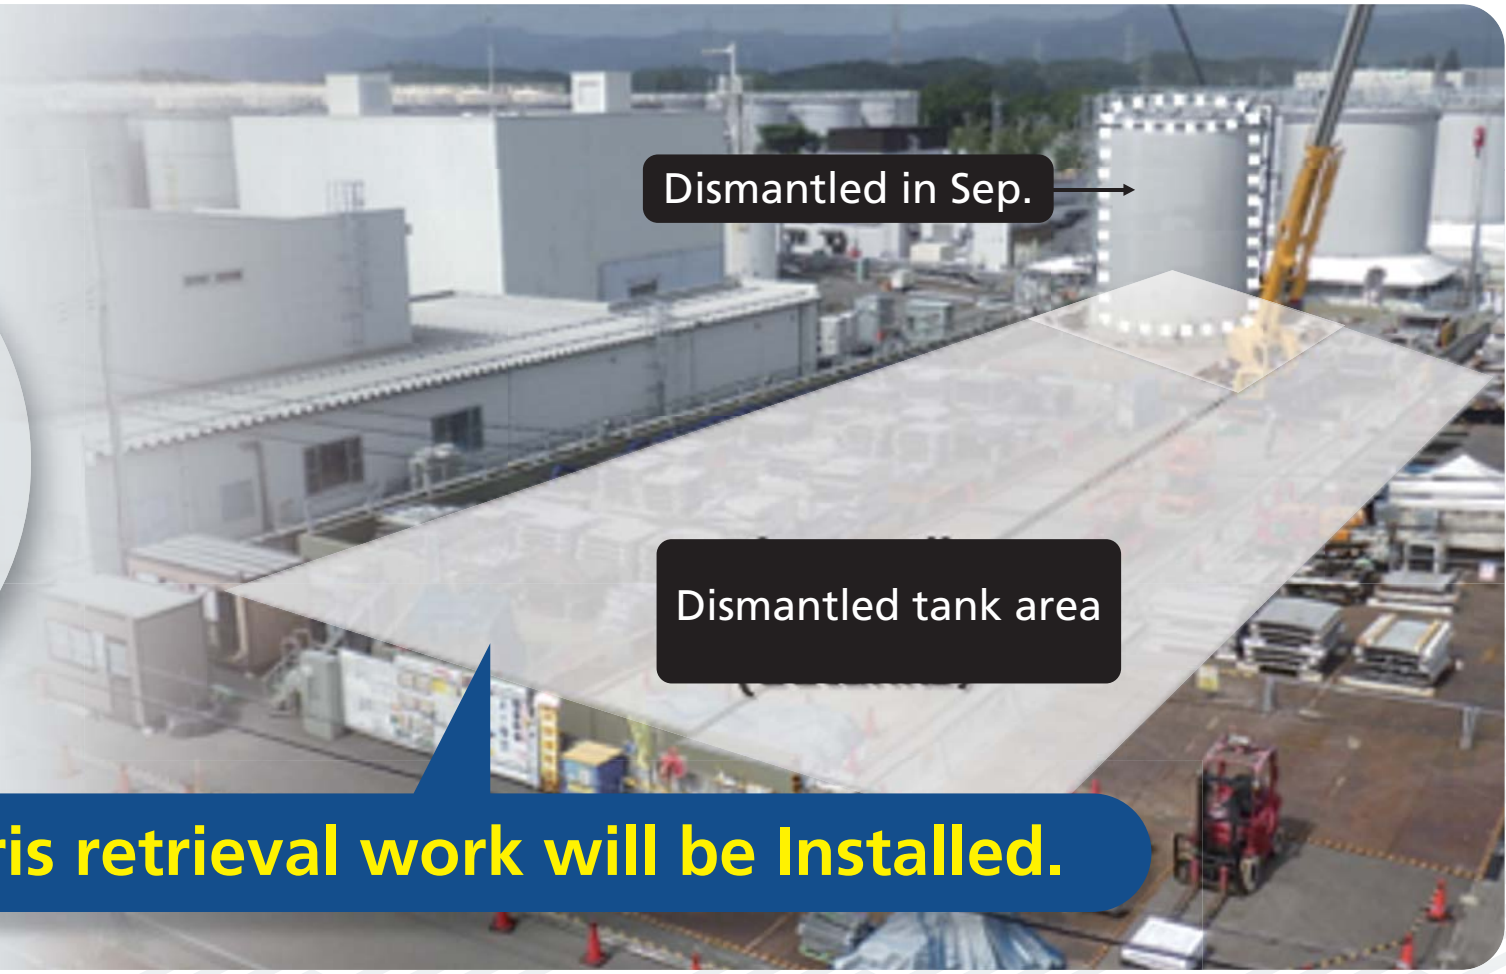 Dismantled in Sep.
Dismantled tank area
ris retrieval work will be Installed.